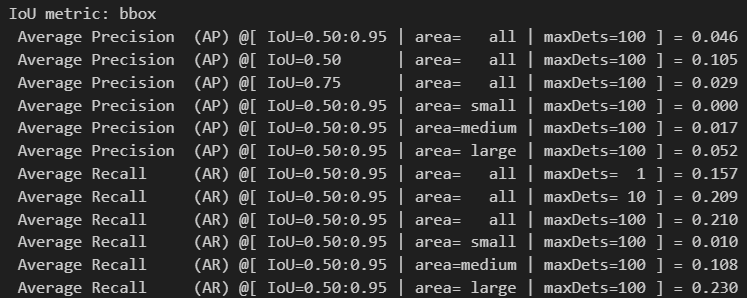 IoU metric: bbox
 Average Precision  (AP) @[ IoU=0.50:0.95 | area=   all | maxDets=100 ] = 0.046
 Average Precision  (AP) @[ IoU=0.50      | area=   all | maxDets=100 ] = 0.105
 Average Precision  (AP) @[ IoU=0.75      | area=   all | maxDets=100 ] = 0.029
 Average Precision  (AP) @[ IoU=0.50:0.95 | area= small | maxDets=100 ] = 0.000
 Average Precision  (AP) @[ IoU=0.50:0.95 | area=medium | maxDets=100 ] = 0.017
 Average Precision  (AP) @[ IoU=0.50:0.95 | area= large | maxDets=100 ] = 0.052
 Average Recall     (AR) @[ IoU=0.50:0.95 | area=   all | maxDets=  1 ] = 0.157
 Average Recall     (AR) @[ IoU=0.50:0.95 | area=   all | maxDets= 10 ] = 0.209
 Average Recall     (AR) @[ IoU=0.50:0.95 | area=   all | maxDets=100 ] = 0.210
 Average Recall     (AR) @[ IoU=0.50:0.95 | area= small | maxDets=100 ] = 0.010
 Average Recall     (AR) @[ IoU=0.50:0.95 | area=medium | maxDets=100 ] = 0.108
 Average Recall     (AR) @[ IoU=0.50:0.95 | area= large | maxDets=100 ] = 0.230